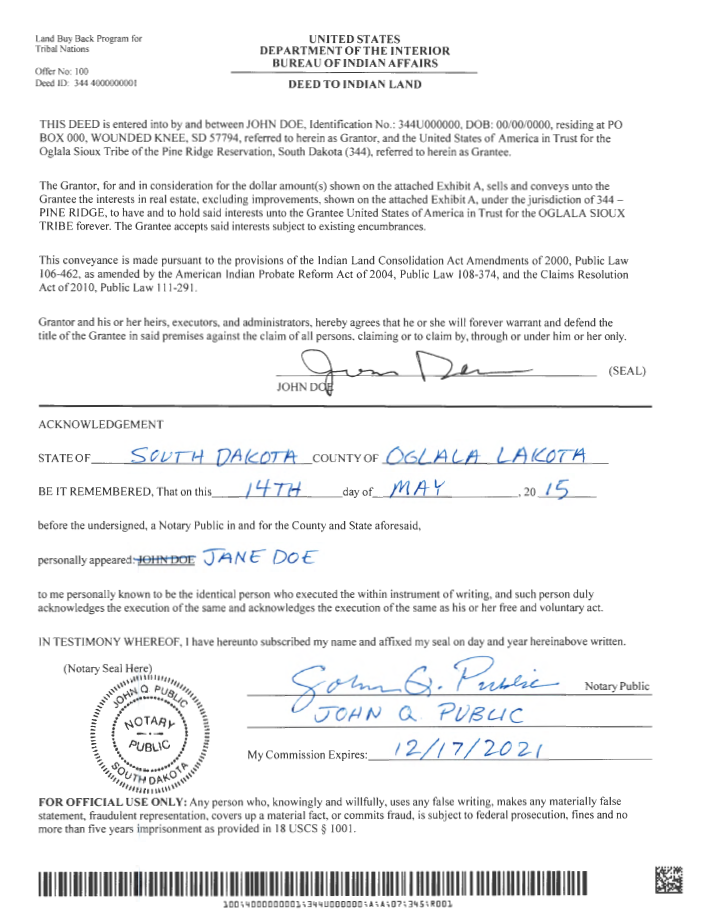 Land Buy Back Program for
Tribal Nations
Offer No: 100
Deed ID: 344 4000000001
UNITED STATES
DEPARTMENT OF THE INTERIOR
BUREAU OF INDIAN AFFAIRS
DEED TO INDIAN LAND
THIS DEED is entered into by and between JOHN DOE, Identification No.: 344U000000, DOB: 00/00/0000, residing at PO
BOX 000, WOUNDED KNEE, SD 57794, referred to herein as Grantor, and the United States of America in Trust for the
Oglala Sioux Tribe of the Pine Ridge Reservation, South Dakota (344), referred to herein as Grantee.
The Grantor, for and in consideration for the dollar amount(s) shown on the attached Exhibit A, sells and conveys unto the
Grantee the interests in real estate, excluding improvements, shown on the attached Exhibit A, under the jurisdiction of 344 –
PINE RIDGE, to have and to hold said interests unto the Grantee United States of America in Trust for the OGLALA SIOUX
TRIBE forever. The Grantee accepts said interests subject to existing encumbrances.
This conveyance is made pursuant to the provisions of the Indian Land Consolidation Act Amendments of 2000, Public Law
106-462, as amended by the American Indian Probate Reform Act of 2004, Public Law 108-374, and the Claims Resolution
Act of 2010, Public Law 111-291.
Grantor and his or her heirs, executors, and administrators, hereby agrees that he or she will forever warrant and defend the
title of the Grantee in said premises against the claim of all persons, claiming or to claim by, through or under him or her only.
(SEAL)
JOHN DOE
ACKNOWLEDGEMENT
STATE OF SOUTH DAKOTA COUNTY OF OGLALA LAKOTA
BE IT REMEMBERED, That on this 14TH day of MAY , 20 15
before the undersigned, a Notary Public in and for the County and State aforesaid,
personally appeared: JOHN DOE JANE DOE
to me personally known to be the identical person who executed the within instrument of writing, and such person duly
acknowledges the execution of the same and acknowledges the execution of the same as his or her free and voluntary act.
IN TESTIMONY WHEREOF, I have hereunto subscribed my name and affixed my seal on day and year hereinabove written.
(Notary Seal Here)
JOHN Q. PUBLIC
NOTARY
PUBLIC
SOUTH DAKOTA
John Q. Public Notary Public
JOHN Q. PUBLIC
My Commission Expires: 12/17/2021
FOR OFFICIAL USE ONLY: Any person who, knowingly and willfully, uses any false writing, makes any materially false
statement, fraudulent representation, covers up a material fact, or commits fraud, is subject to federal prosecution, fines and no
more than five years imprisonment as provided in 18 USCS § 1001.
100:4000000001:344U000000:A:A:07:345:R001